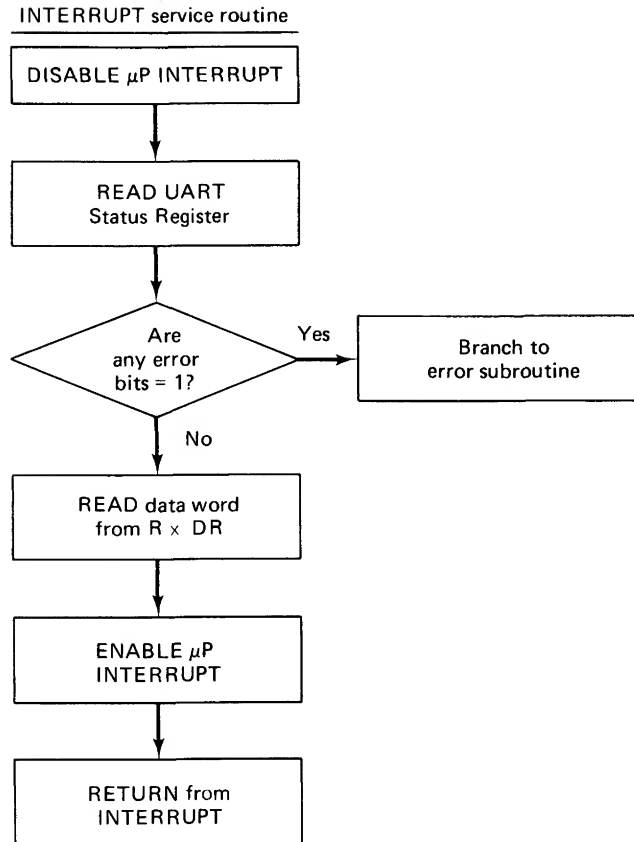 INTERRUPT service routine
DISABLE μP INTERRUPT
READ UART
Status Register
Are
any error
bits = 1?
Yes
Branch to
error subroutine
No
READ data word
from R × DR
ENABLE μP
INTERRUPT
RETURN from
INTERRUPT